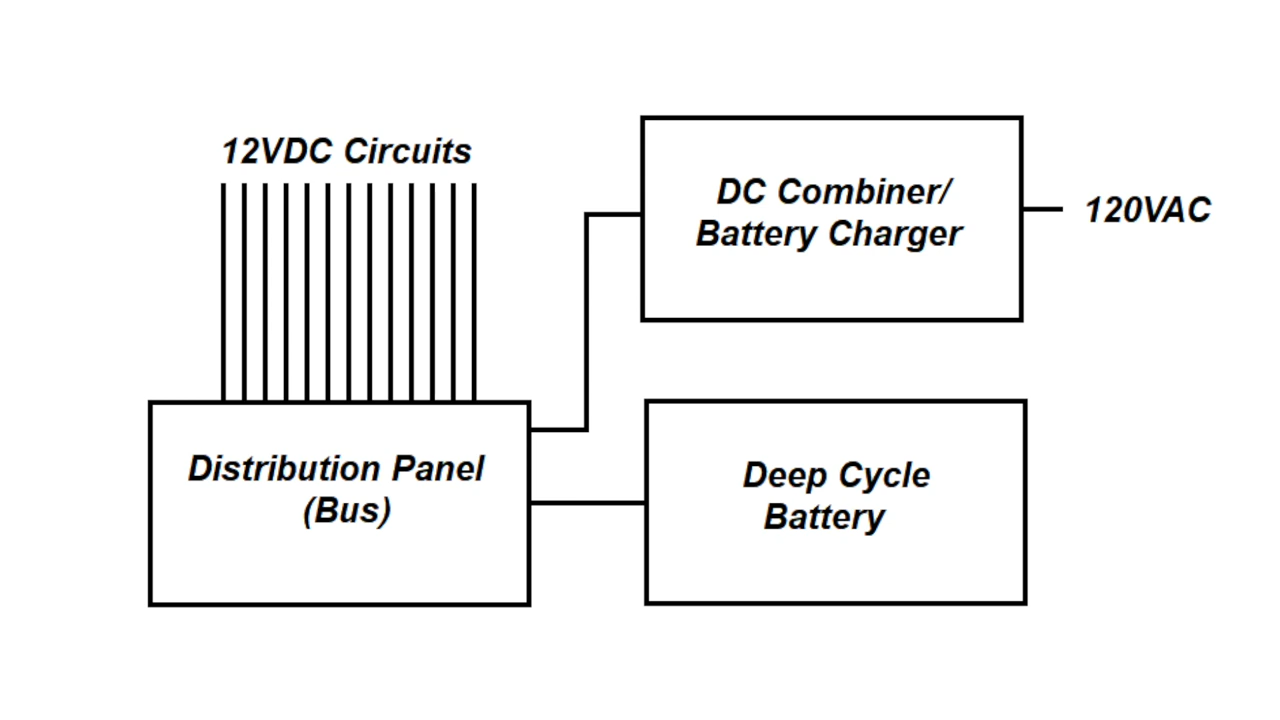 12VDC Circuits
DC Combiner/
Battery Charger
120VAC
Distribution Panel
(Bus)
Deep Cycle
Battery